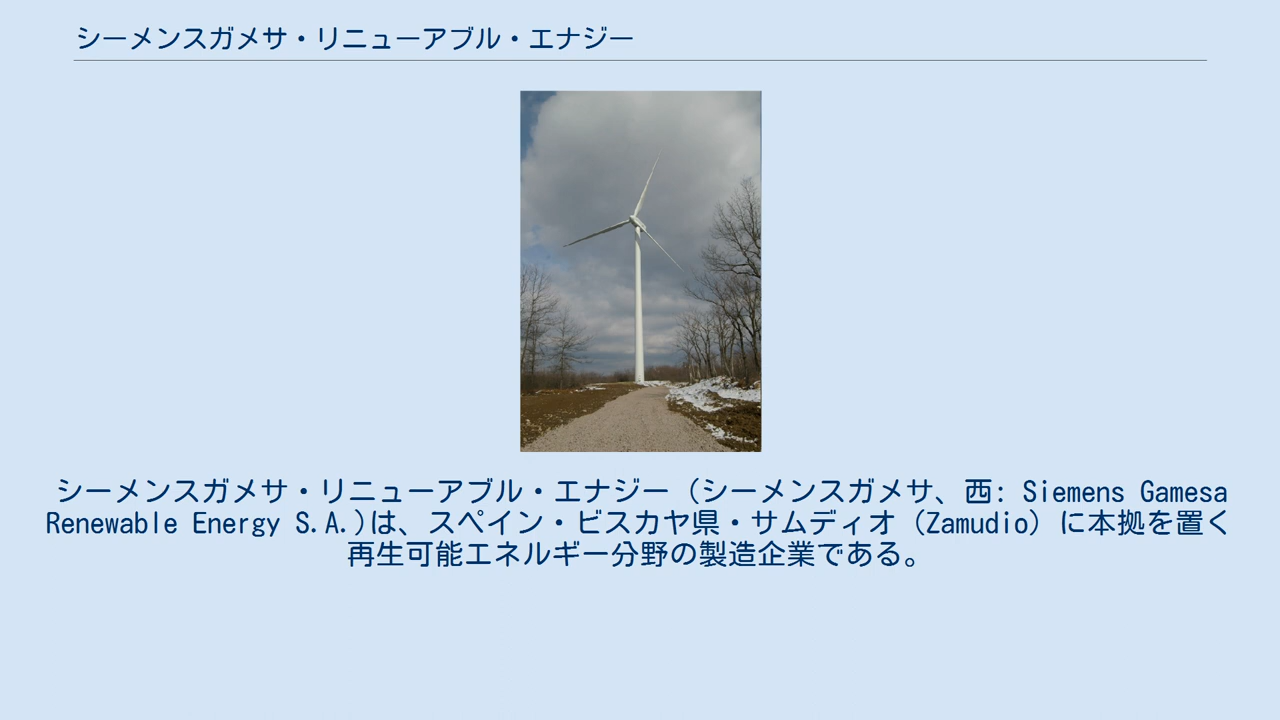 シーメンスガメサ・リニューアブル・エナジー
シーメンスガメサ・リニューアブル・エナジー（シーメンスガメサ、西: Siemens Gamesa
Renewable Energy S.A.)は、スペイン・ビスカヤ県・サムディオ（Zamudio）に本拠を置く
再生可能エネルギー分野の製造企業である。